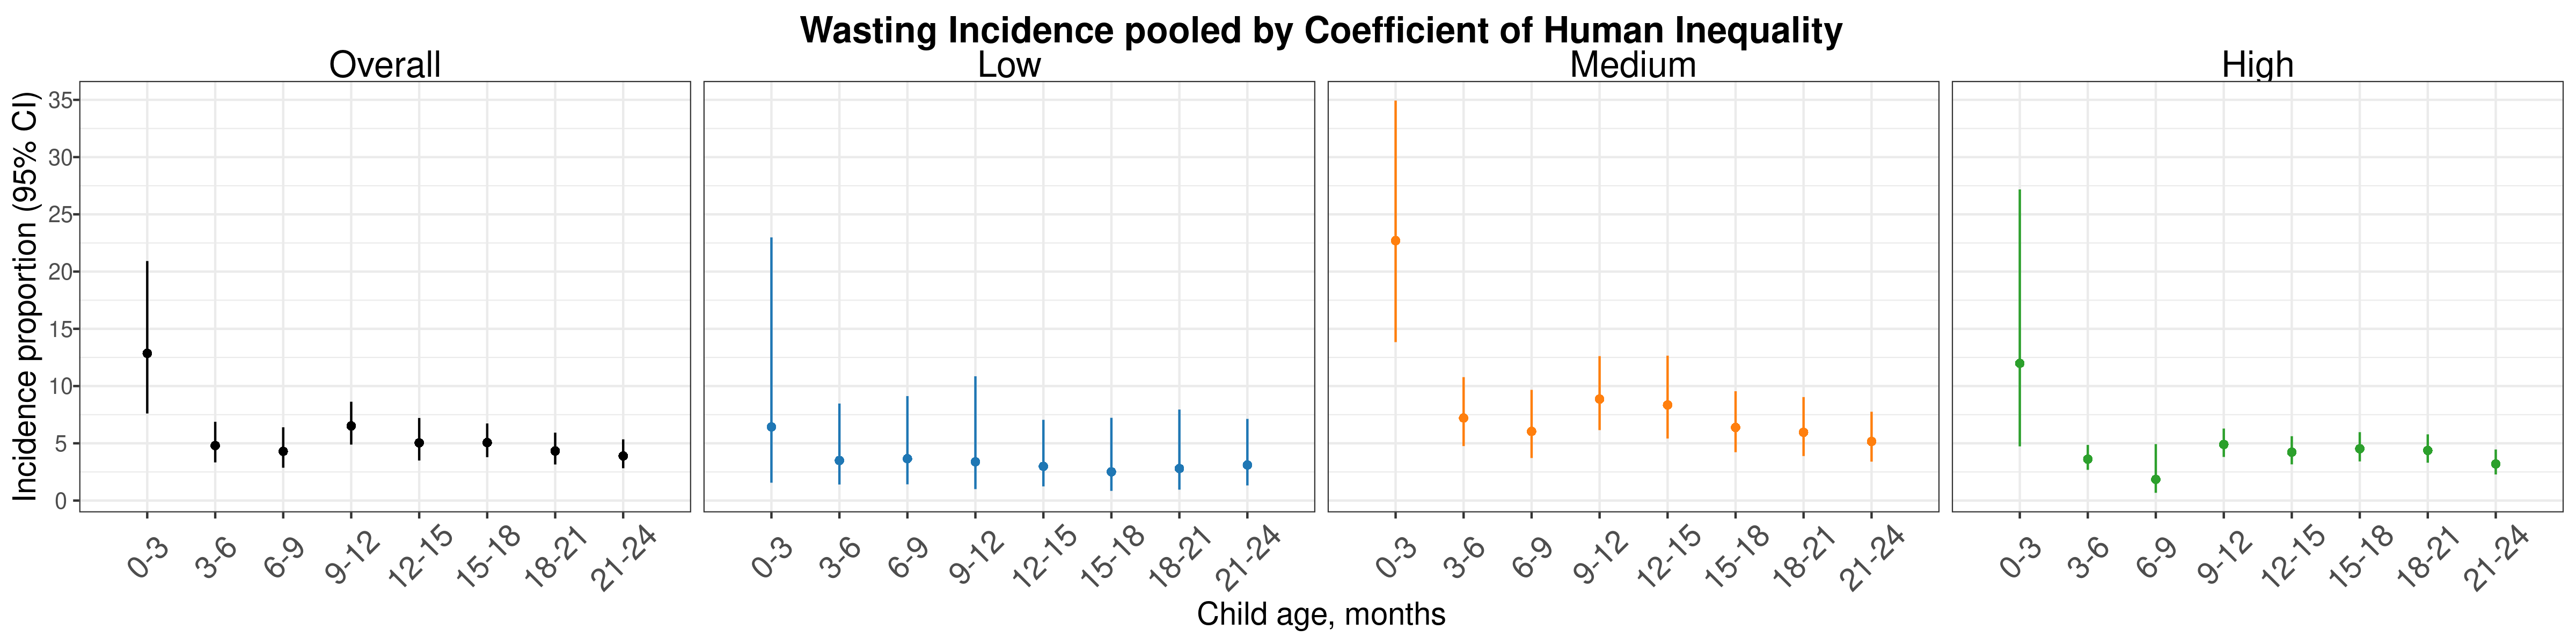 Wasting Incidence pooled by Coefficient of Human Inequality
Overall Low Medium High
Incidence proportion (95% CI)
35
30
25
20
15
10
5
0
0-3 3-6 6-9 9-12 12-15 15-18 18-21 21-24
0-3 3-6 6-9 9-12 12-15 15-18 18-21 21-24
0-3 3-6 6-9 9-12 12-15 15-18 18-21 21-24
0-3 3-6 6-9 9-12 12-15 15-18 18-21 21-24
Child age, months